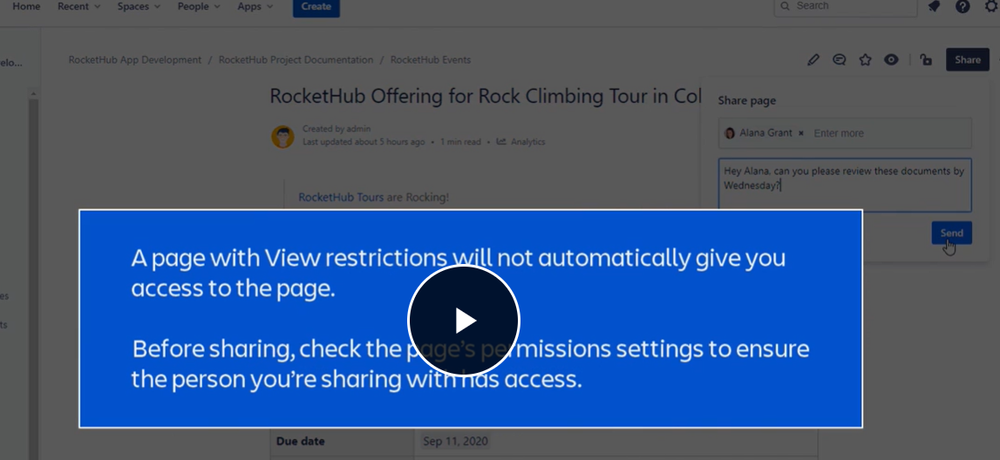 Home Recent Spaces People Apps Create Search
elo...
RocketHub App Development / RocketHub Project Documentation / RocketHub Events
Share
RocketHub Offering for Rock Climbing Tour in Col
Share page
Created by admin
Last updated about 5 hours ago • 1 min read • Analytics
Alana Grant × Enter more
Hey Alana, can you please review these documents by
Wednesday?
RocketHub Tours are Rocking!
Send
A page with View restrictions will not automatically give you
access to the page.
Before sharing, check the page's permissions settings to ensure
the person you're sharing with has access.
es
ts
Due date Sep 11, 2020